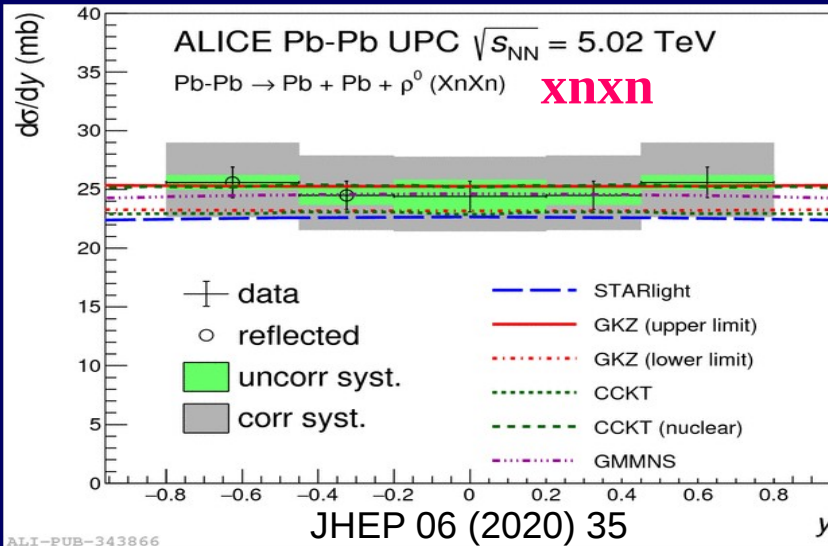 ALICE Pb-Pb UPC √sNN = 5.02 TeV
Pb-Pb → Pb + Pb + ρ⁰ (XnXn)
xnxn
dσ/dy (mb)
40
35
30
25
20
15
10
5
0
data
reflected
uncorr syst.
corr syst.
STARlight
GKZ (upper limit)
GKZ (lower limit)
CCKT
CCKT (nuclear)
GMMNS
−0.8 −0.6 −0.4 −0.2 0 0.2 0.4 0.6 0.8
y
JHEP 06 (2020) 35
ALI-PUB-343866